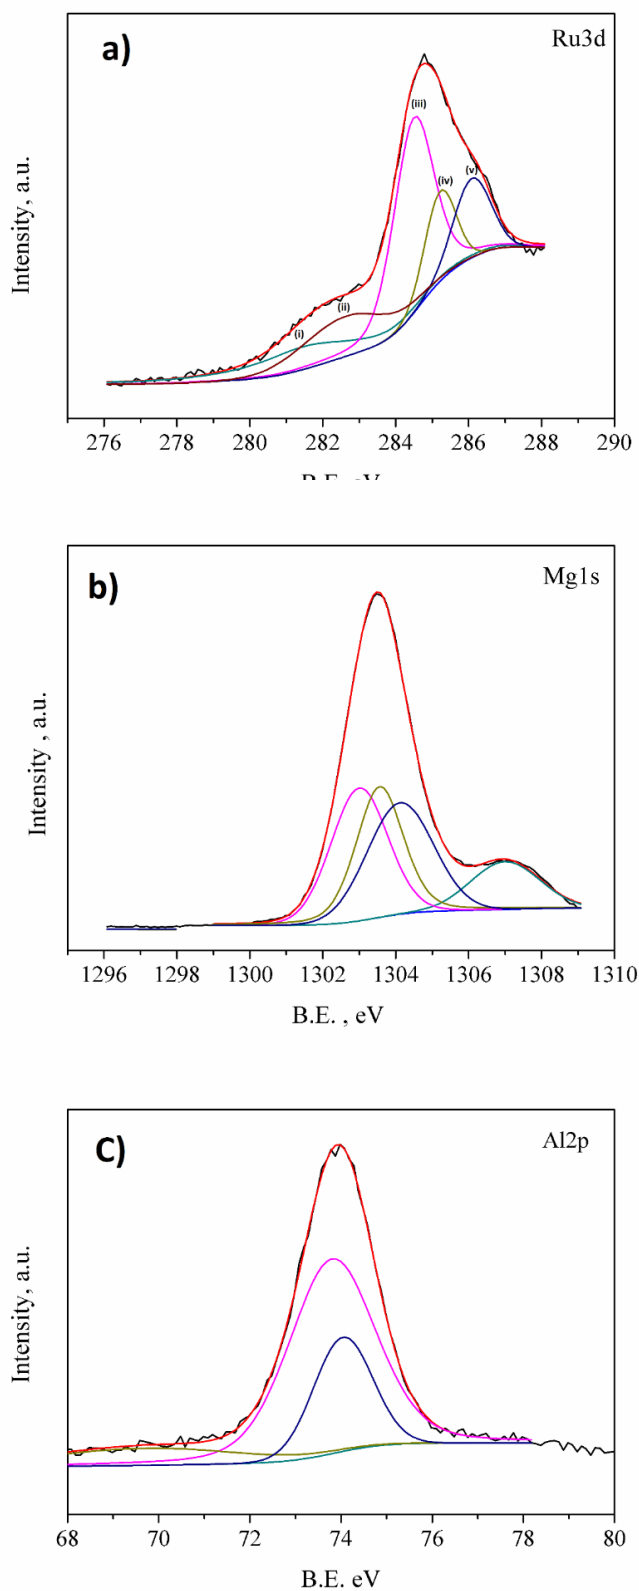 a)
Ru3d
(iii)
(v)
(iv)
(ii)
(i)
Intensity, a.u.
276 278 280 282 284 286 288 290
B.E. eV
b)
Mg1s
Intensity , a.u.
1296 1298 1300 1302 1304 1306 1308 1310
B.E. , eV
C)
Al2p
Intensity, a.u.
68 70 72 74 76 78 80
B.E. eV